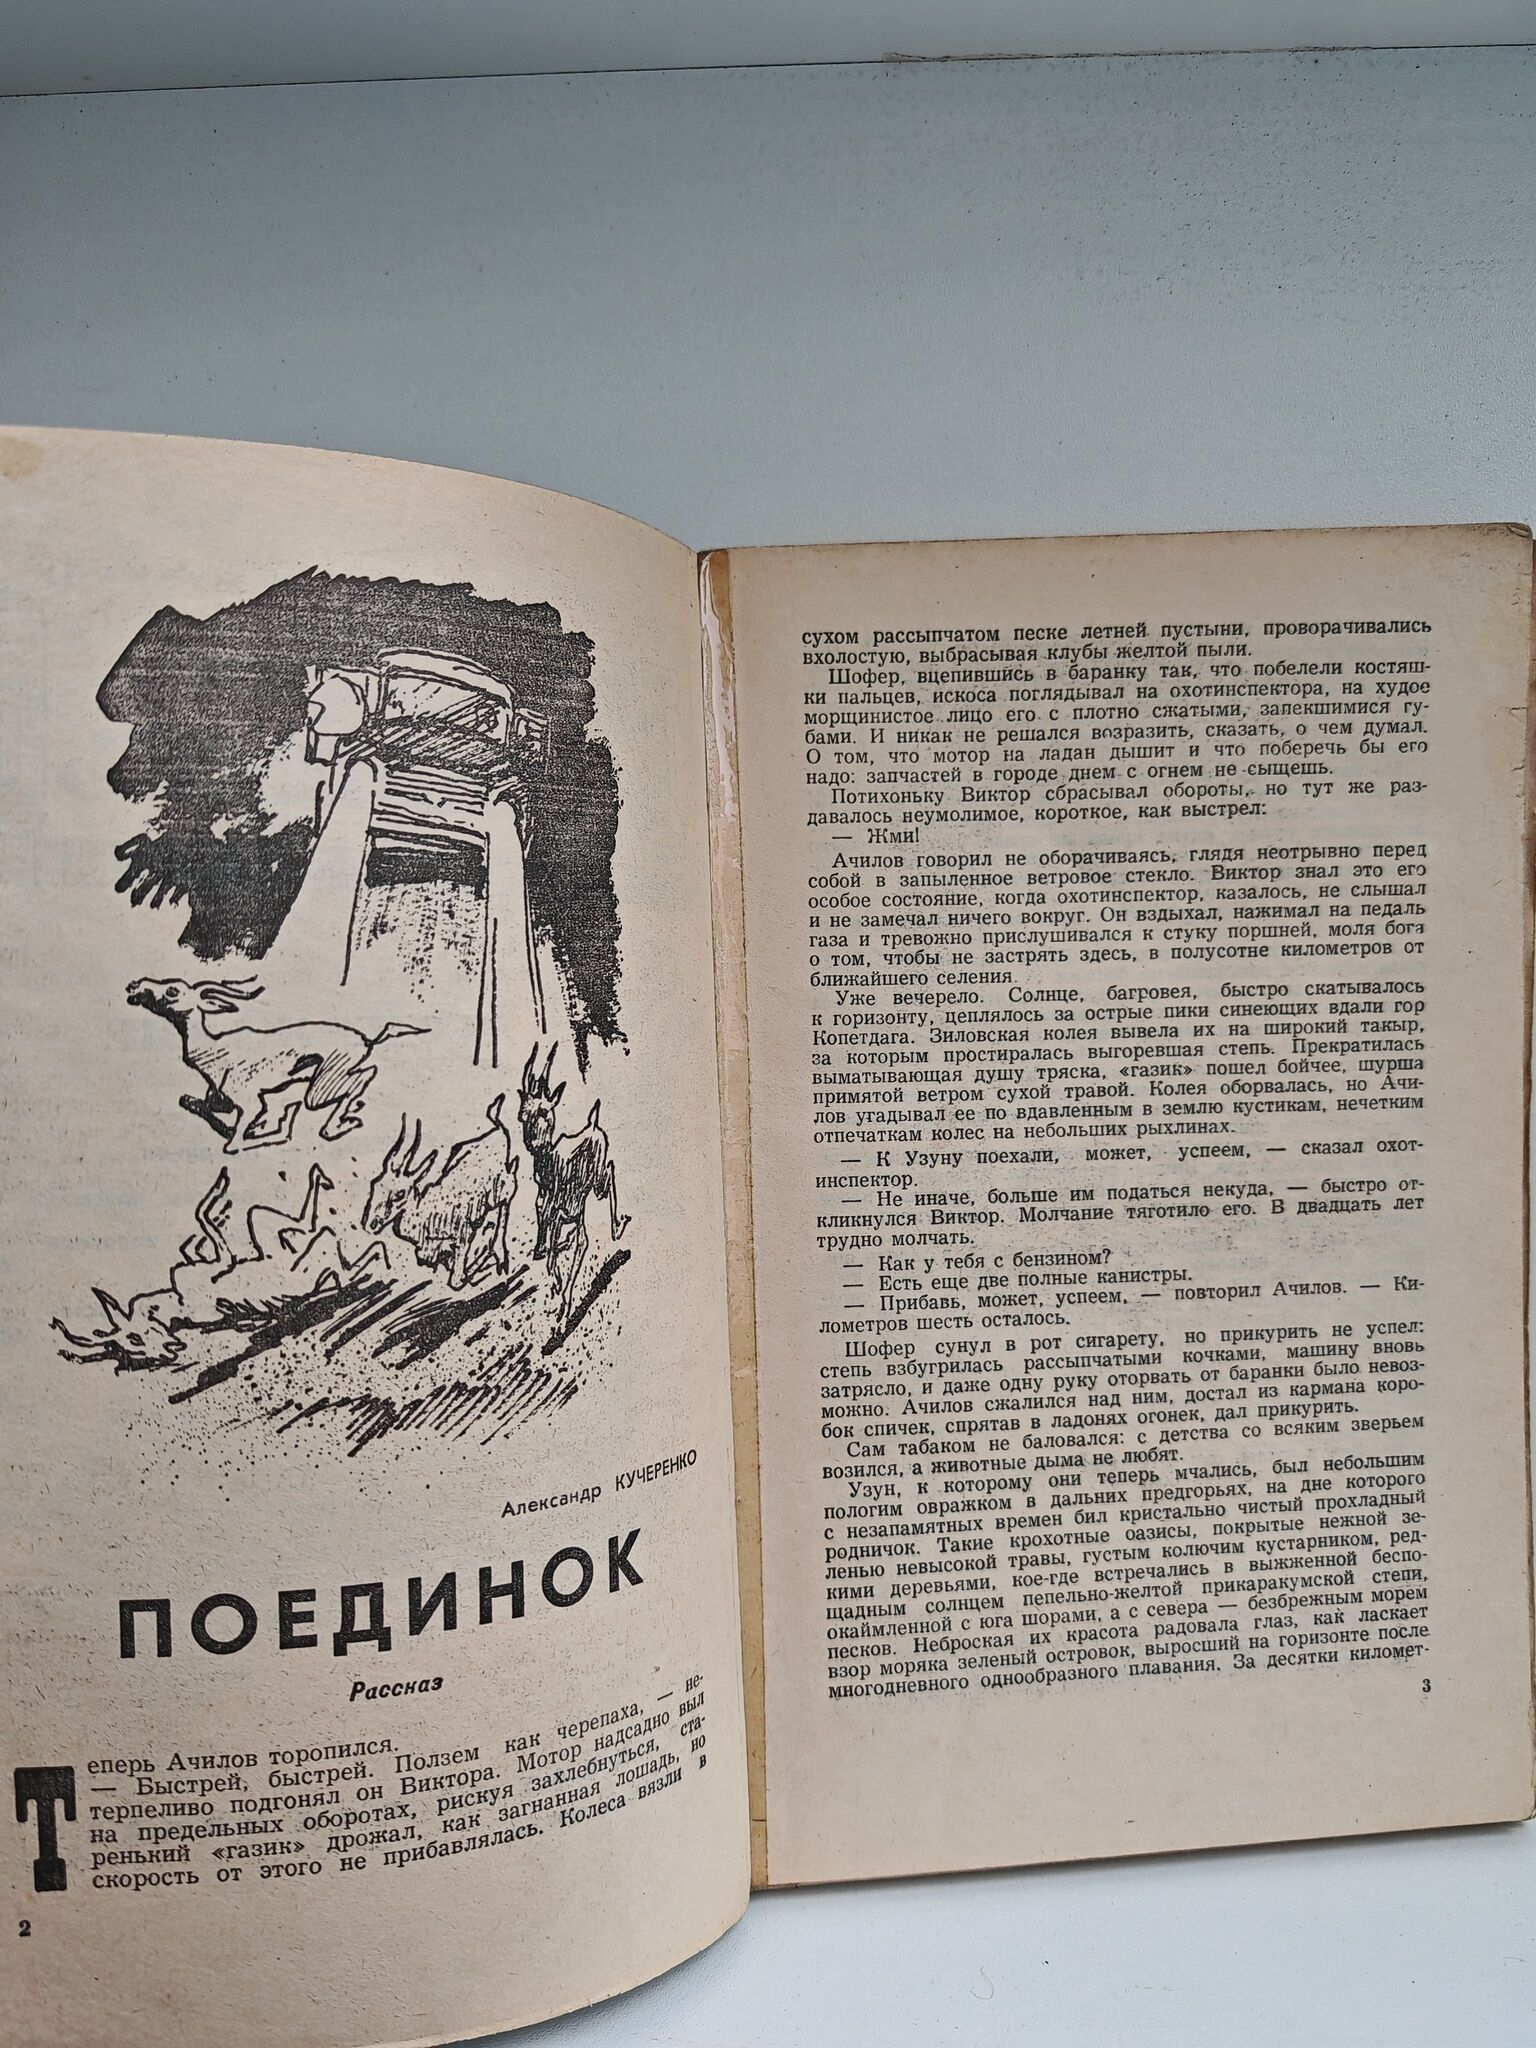 Александр КУЧЕРЕНКО
ПОЕДИНОК
Рассказ
Теперь Ачилов торопился.
— Быстрей, быстрей. Ползем как черепаха, — не-
терпеливо подгонял он Виктора. Мотор надсадно выл
на предельных оборотах, рискуя захлебнуться, ста-
ренький «газик» дрожал, как загнанная лошадь, но
скорость от этого не прибавлялась. Колеса вязли в
2
сухом рассыпчатом песке летней пустыни, проворачивались
вхолостую, выбрасывая клубы желтой пыли.
Шофер, вцепившись в баранку так, что побелели костяш-
ки пальцев, искоса поглядывал на охотинспектора, на худое
морщинистое лицо его с плотно сжатыми, запекшимися гу-
бами. И никак не решался возразить, сказать, о чем думал.
О том, что мотор на ладан дышит и что поберечь бы его
надо: запчастей в городе днем с огнем не сыщешь.
Потихоньку Виктор сбрасывал обороты, но тут же раз-
давалось неумолимое, короткое, как выстрел:
— Жми!
Ачилов говорил не оборачиваясь, глядя неотрывно перед
собой в запыленное ветровое стекло. Виктор знал это его
особое состояние, когда охотинспектор, казалось, не слышал
и не замечал ничего вокруг. Он вздыхал, нажимал на педаль
газа и тревожно прислушивался к стуку поршней, моля бога
о том, чтобы не застрять здесь, в полусотне километров от
ближайшего селения.
Уже вечерело. Солнце, багровея, быстро скатывалось
к горизонту, цеплялось за острые пики синеющих вдали гор
Копетдага. Зиловская колея вывела их на широкий такыр,
за которым простиралась выгоревшая степь. Прекратилась
выматывающая душу тряска, «газик» пошел бойчее, шурша
примятой ветром сухой травой. Колея оборвалась, но Ачи-
лов угадывал ее по вдавленным в землю кустикам, нечетким
отпечаткам колес на небольших рыхлинах.
— К Узуну поехали, может, успеем, — сказал охот-
инспектор.
— Не иначе, больше им податься некуда, — быстро от-
кликнулся Виктор. Молчание тяготило его. В двадцать лет
трудно молчать.
— Как у тебя с бензином?
— Есть еще две полные канистры.
— Прибавь, может, успеем, — повторил Ачилов. — Ки-
лометров шесть осталось.
Шофер сунул в рот сигарету, но прикурить не успел:
степь взбугрилась рассыпчатыми кочками, машину вновь
затрясло, и даже одну руку оторвать от баранки было невоз-
можно. Ачилов сжалился над ним, достал из кармана коро-
бок спичек, спрятав в ладонях огонек, дал прикурить.
Сам табаком не баловался: с детства со всяким зверьем
возился, а животные дыма не любят.
Узун, к которому они теперь мчались, был небольшим
пологим овражком в дальних предгорьях, на дне которого
с незапамятных времен бил кристально чистый прохладный
родничок. Такие крохотные оазисы, покрытые нежной зе-
ленью невысокой травы, густым колючим кустарником, ред-
кими деревьями, кое-где встречались в выжженной беспо-
щадным солнцем пепельно-желтой прикаракумской степи,
окаймленной с юга шорами, а с севера — безбрежным морем
песков. Неброская их красота радовала глаз, как ласкает
взор моряка зеленый островок, выросший на горизонте после
многодневного однообразного плавания. За десятки километ-
3